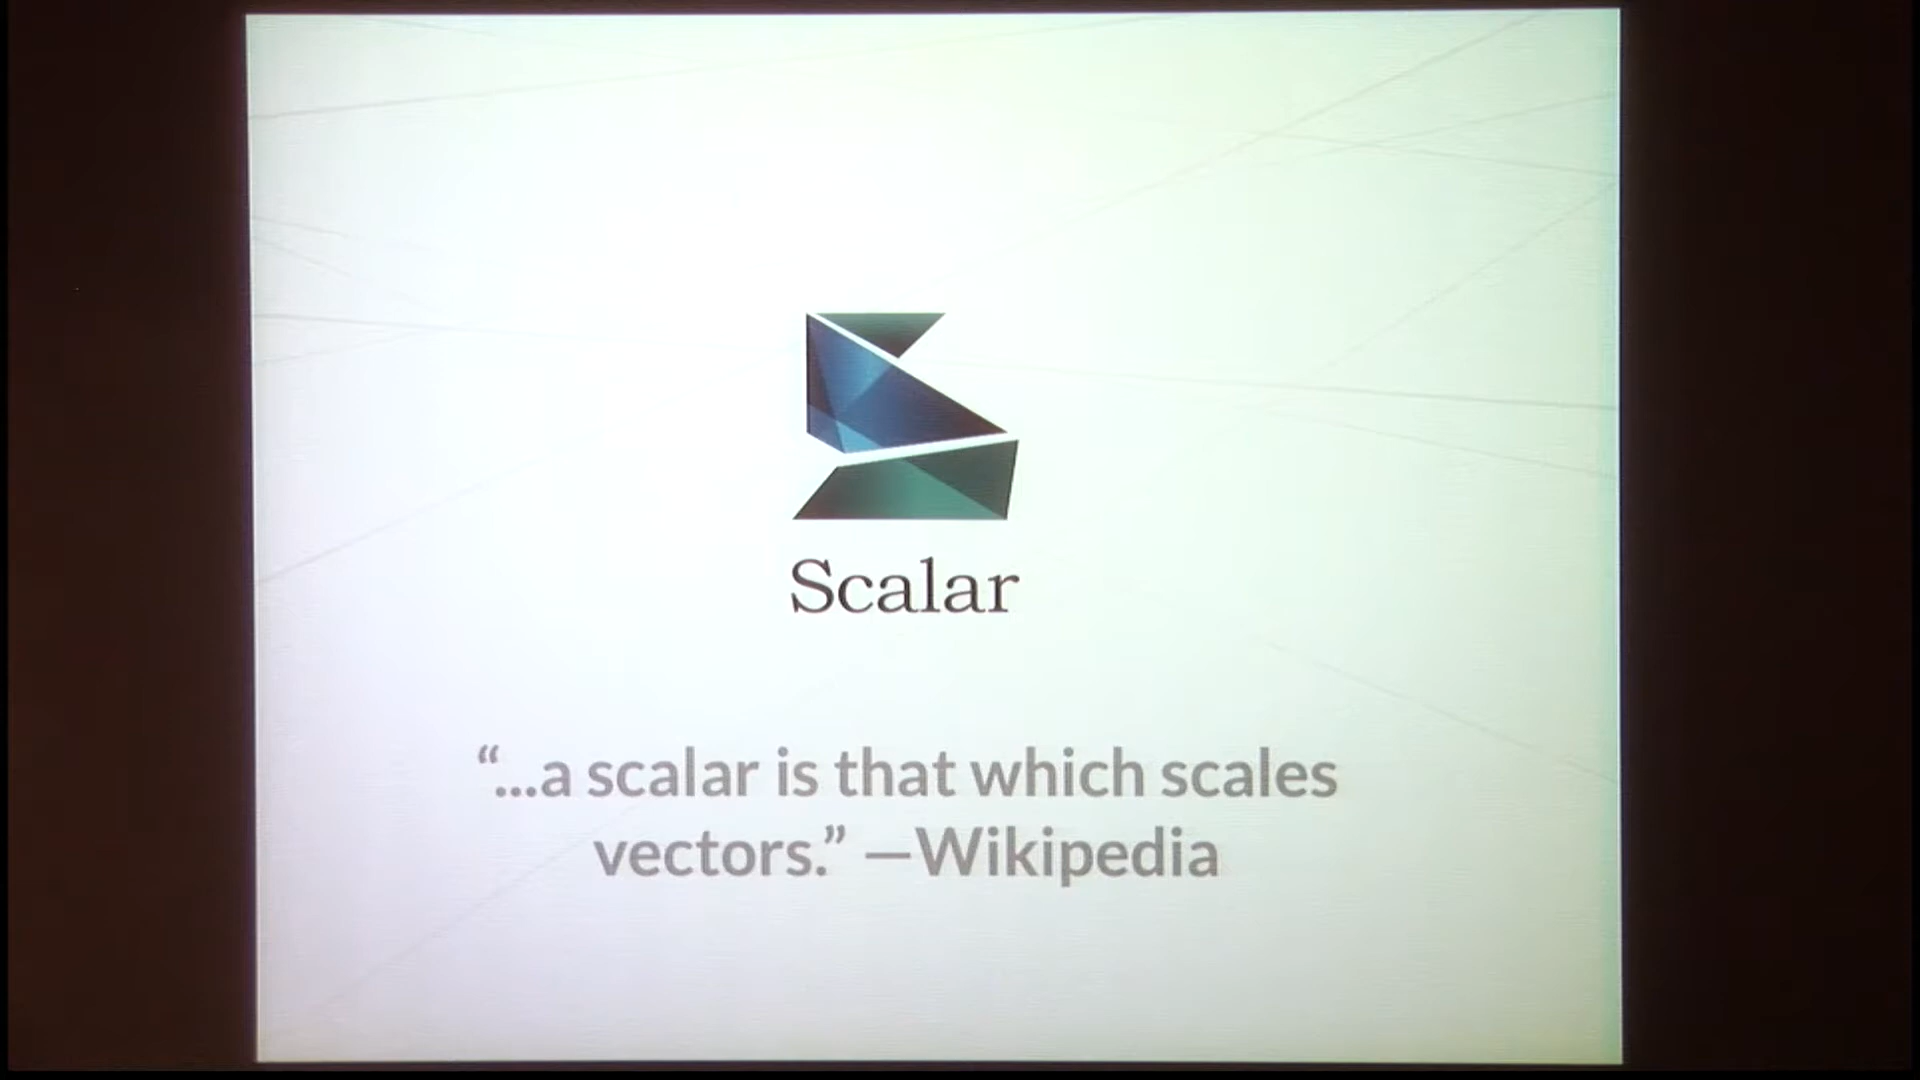 Scalar
“...a scalar is that which scales
vectors.” —Wikipedia